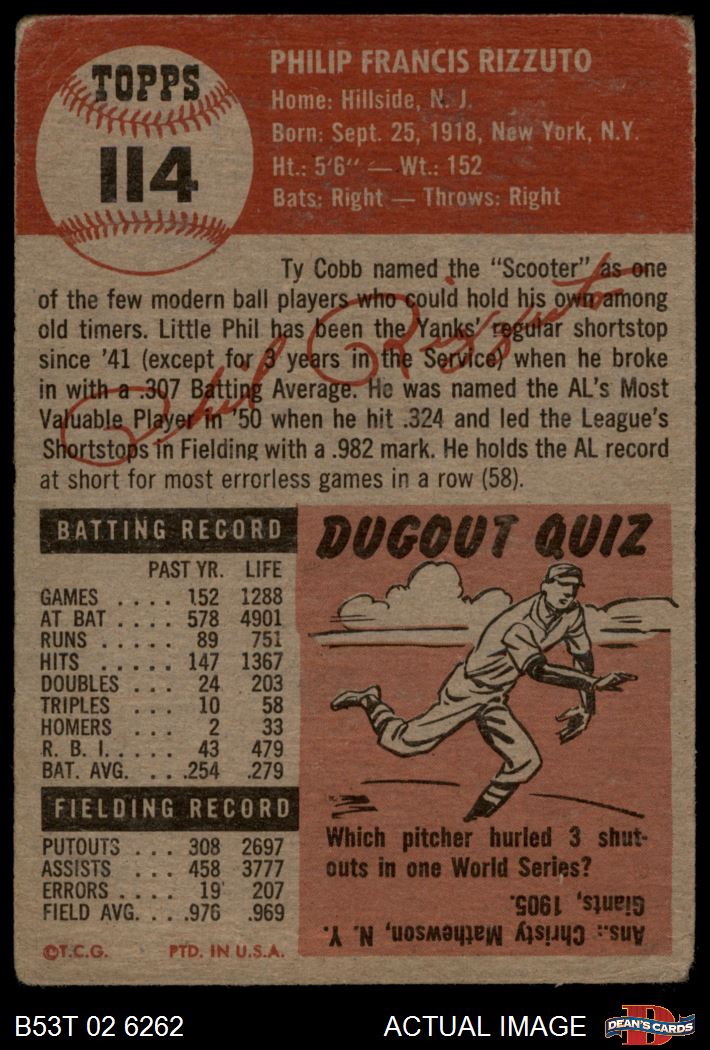 TOPPS
114
PHILIP FRANCIS RIZZUTO
Home: Hillside, N. J.
Born: Sept. 25, 1918, New York, N.Y.
Ht.: 5'6" — Wt.: 152
Bats: Right — Throws: Right
Ty Cobb named the "Scooter" as one
of the few modern ball players who could hold his own among
old timers. Little Phil has been the Yanks' regular shortstop
since '41 (except for 3 years in the Service) when he broke
in with a .307 Batting Average. He was named the AL's Most
Valuable Player in '50 when he hit .324 and led the League's
Shortstops in Fielding with a .982 mark. He holds the AL record
at short for most errorless games in a row (58).
Phil Rizzuto
BATTING RECORD
PAST YR. LIFE
GAMES .... 152 1288
AT BAT .... 578 4901
RUNS ..... 89 751
HITS ..... 147 1367
DOUBLES ... 24 203
TRIPLES ... 10 58
HOMERS ... 2 33
R. B. I. .... 43 479
BAT. AVG. ... .254 .279
FIELDING RECORD
PUTOUTS ... 308 2697
ASSISTS ... 458 3777
ERRORS .... 19 207
FIELD AVG. ... .976 .969
©T.C.G. PTD. IN U.S.A.
DUGOUT QUIZ
Which pitcher hurled 3 shut-
outs in one World Series?
Ans.: Christy Mathewson, N. Y.
Giants, 1905.
B53T 02 6262 ACTUAL IMAGE
D
DEAN'S CARDS